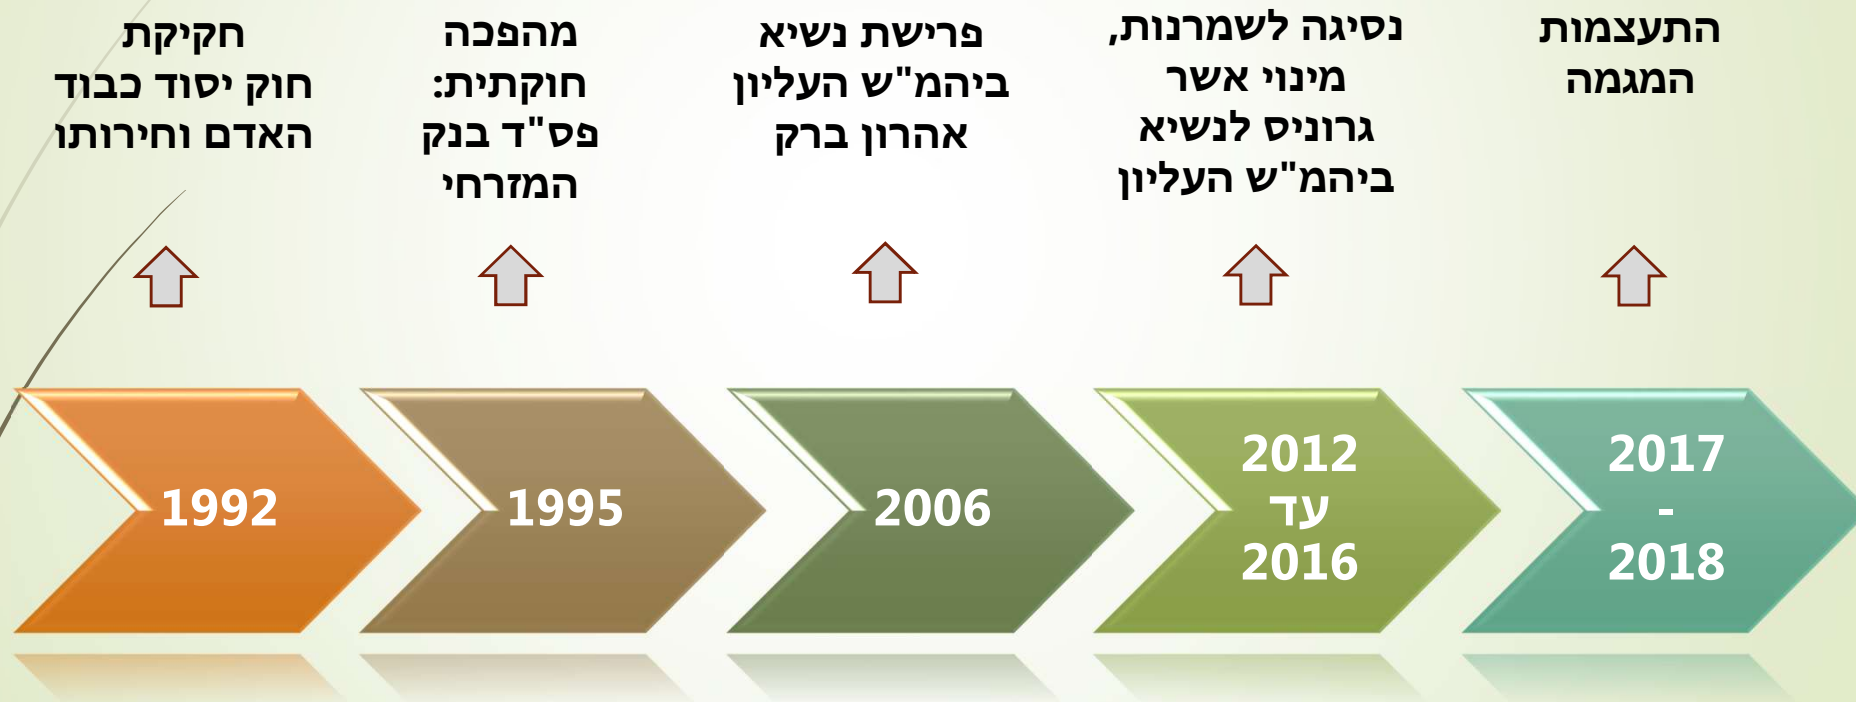 חקיקת
חוק יסוד כבוד
האדם וחירותו
מהפכה
חוקתית:
פס"ד בנק
המזרחי
פרישת נשיא
ביהמ"ש העליון
אהרון ברק
נסיגה לשמרנות,
מינוי אשר
גרוניס לנשיא
ביהמ"ש העליון
התעצמות
המגמה
1992
1995
2006
2012
עד
2016
2017
-
2018